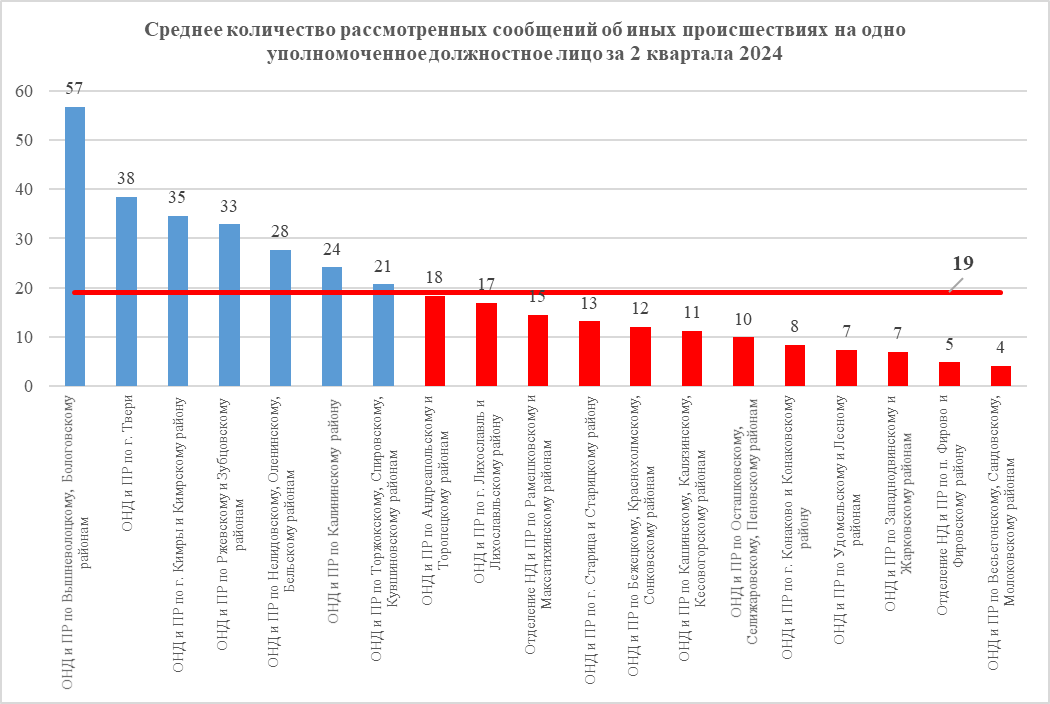 Среднее количество рассмотренных сообщений об иных происшествиях на одно
уполномоченное должностное лицо за 2 квартала 2024
60
50
40
30
20
10
0
57
38
35
33
28
24
21
18
17
15
13
12
11
10
8
7
7
5
4
19
ОНД и ПР по Вышневолоцкому, Бологовскому
районам
ОНД и ПР по г. Твери
ОНД и ПР по г. Кимры и Кимрскому району
ОНД и ПР по Ржевскому и Зубцовскому
районам
ОНД и ПР по Нелидовскому, Оленинскому,
Бельскому районам
ОНД и ПР по Калининскому району
ОНД и ПР по Торжокскому, Спировскому,
Кувшиновскому районам
ОНД и ПР по Андреапольскому и
Торопецкому районам
ОНД и ПР по г. Лихославль и
Лихославльскому району
Отделение НД и ПР по Рамешковскому и
Максатихинскому районам
ОНД и ПР по г. Старица и Старицкому району
ОНД и ПР по Бежецкому, Краснохолмскому,
Сонковскому районам
ОНД и ПР по Кашинскому, Калязинскому,
Кесовогорскому районам
ОНД и ПР по Осташковскому,
Селижаровскому, Пеновскому районам
ОНД и ПР по г. Конаково и Конаковскому
району
ОНД и ПР по Удомельскому и Лесному
районам
ОНД и ПР по Западнодвинскому и
Жарковскому районам
Отделение НД и ПР по п. Фирово и
Фировскому району
ОНД и ПР по Весьегонскому, Сандовскому,
Молоковскому районам